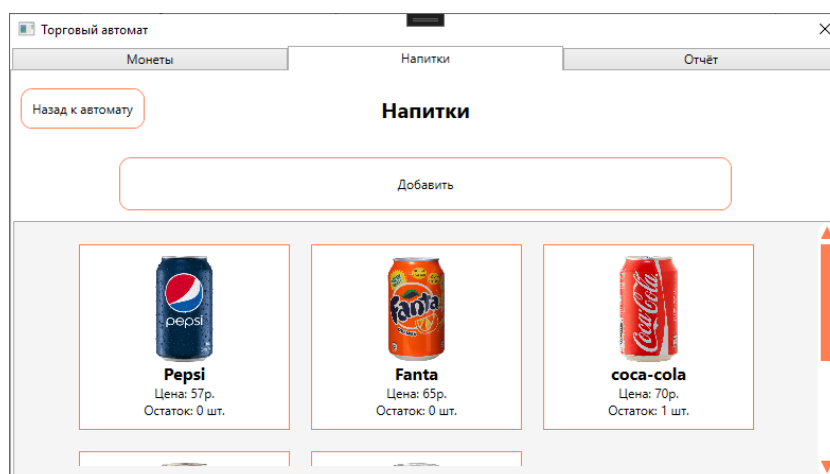 Торговый автомат
Монеты
Напитки
Отчёт
Назад к автомату
Напитки
Добавить
pepsi
Fanta
Coca-Cola
Pepsi
Fanta
coca-cola
Цена: 57р.
Цена: 65р.
Цена: 70р.
Остаток: 0 шт.
Остаток: 0 шт.
Остаток: 1 шт.